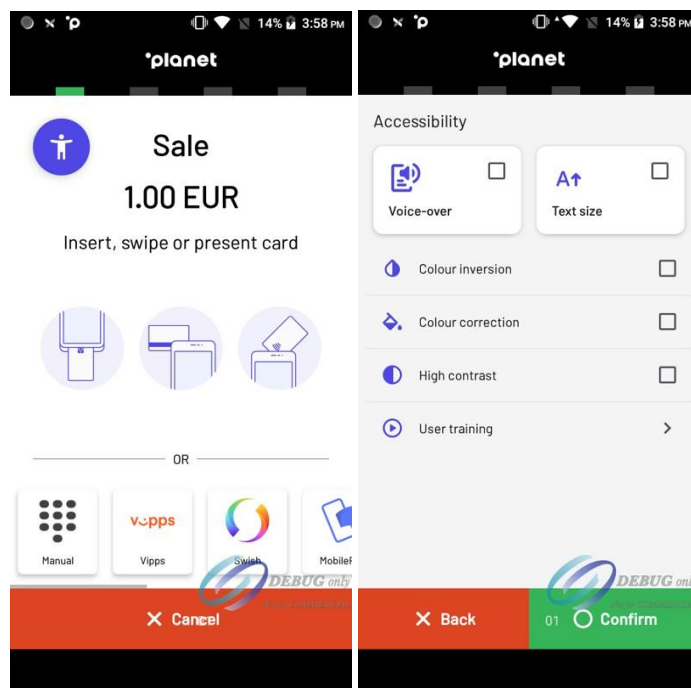 14% 3:58 PM
planet
Sale
1.00 EUR
Insert, swipe or present card
OR
Manual
vipps
Vipps
Swish
MobileP
DEBUG only
Cancel
14% 3:58 PM
planet
Accessibility
A
Voice-over
Text size
Colour inversion
Colour correction
High contrast
User training
DEBUG onl
Back
01
Confirm